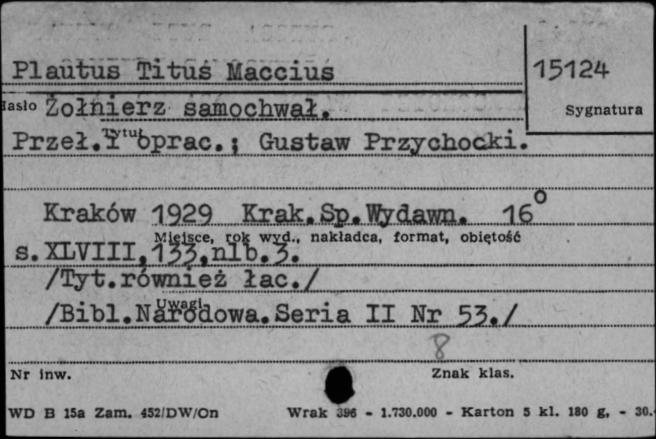 Plautus Titus Maccius 15124
Hasło Żołnierz samochwał. Sygnatura
Tytuł
Przeł.i oprac.; Gustaw Przychocki.
Kraków 1929 Krak.Sp.Wydawn. 16°
Miejsce, rok wyd., nakładca, format, obiętość
s.XLVIII,133,nlb.3.
/Tyt.również łac./
Uwagi
/Bibl.Narodowa.Seria II Nr 53./
8
Nr inw. Znak klas.
WD B 15a Zam. 452/DW/On Wrak 396 - 1.730.000 - Karton 5 kl. 180 g. - 30.